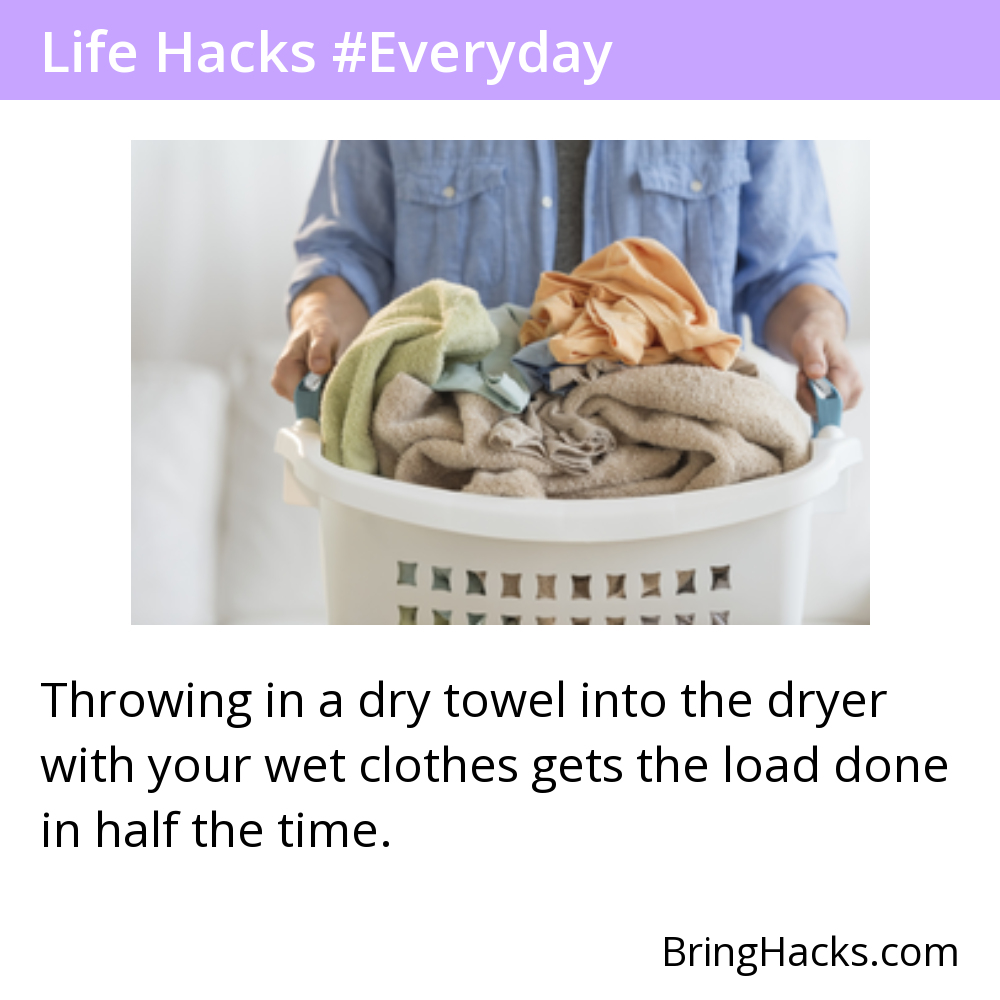 Life Hacks #Everyday
Throwing in a dry towel into the dryer
with your wet clothes gets the load done
in half the time.
BringHacks.com